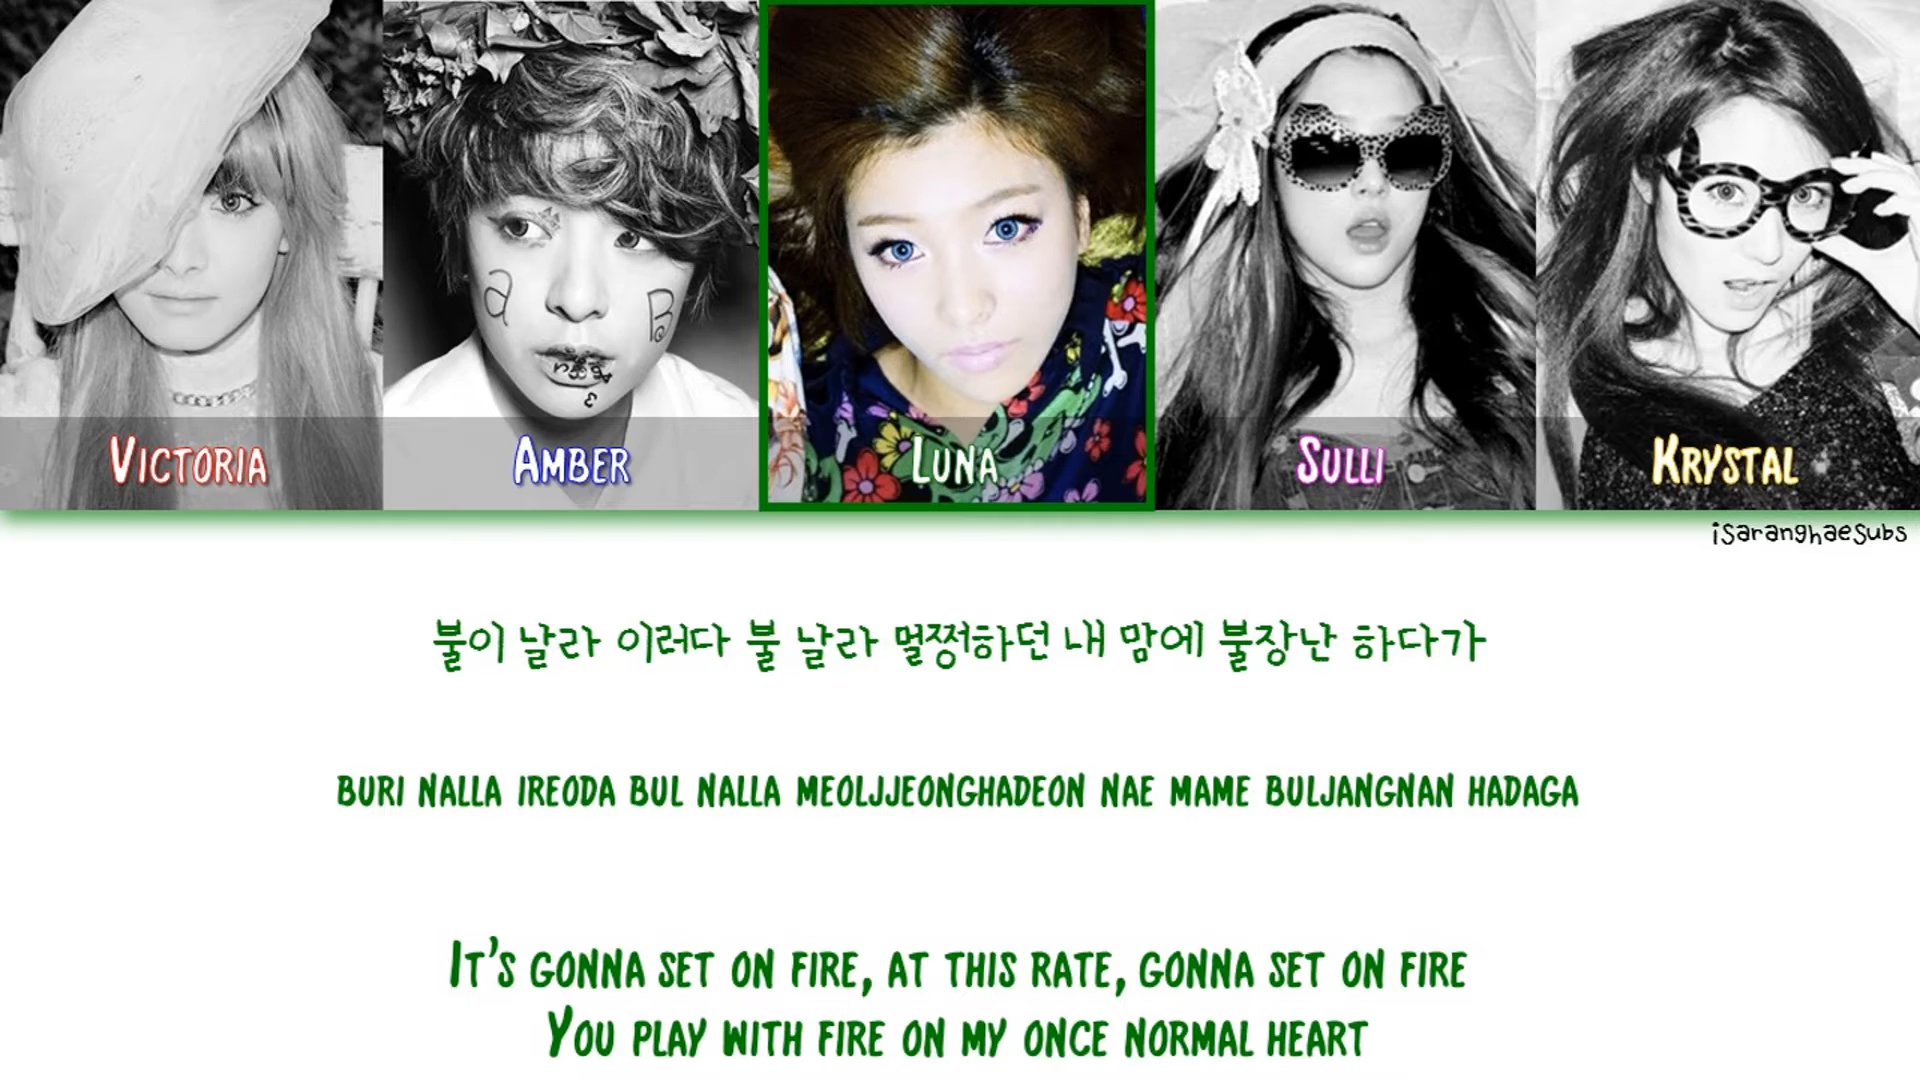 a
B
Victoria
Amber
Luna
Sulli
Krystal
isaranghaesubs
불이 날라 이러다 불 날라 멀쩡하던 내 맘에 불장난 하다가
BURI NALLA IREODA BUL NALLA MEOLJJEONGHADEON NAE MAME BULJANGNAN HADAGA
It's gonna set on fire, at this rate, gonna set on fire
You play with fire on my once normal heart